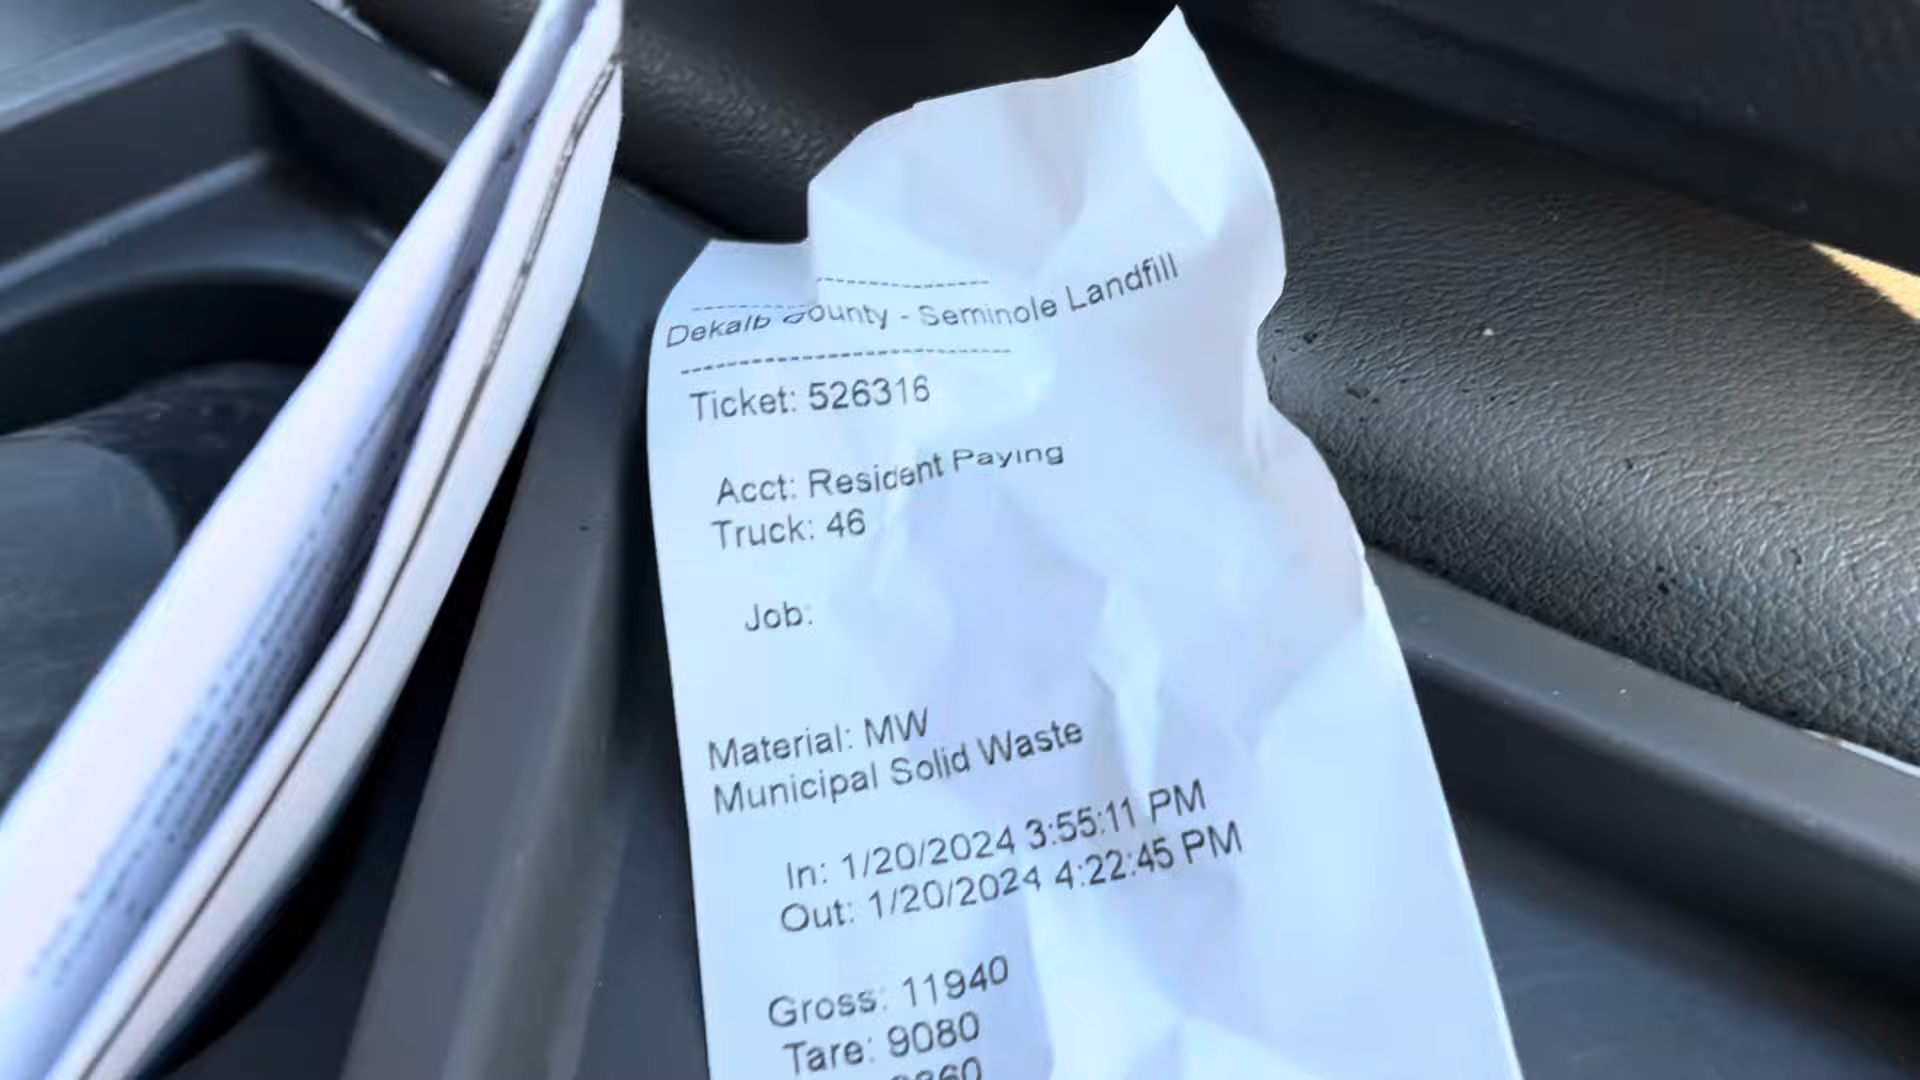 Dekalb County - Seminole Landfill
Ticket: 526316
Acct: Resident Paying
Truck: 46
Job:
Material: MW
Municipal Solid Waste
In: 1/20/2024 3:55:11 PM
Out: 1/20/2024 4:22:45 PM
Gross: 11940
Tare: 9080